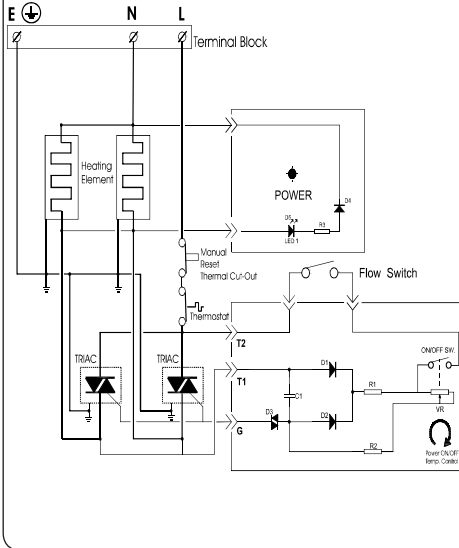 E N L
Terminal Block
Heating
Element
POWER
D4
D5
R3
LED 1
Manual
Reset
Thermal Cut-Out
Flow Switch
Thermostat
T2
TRIAC
TRIAC
ON/OFF SW.
T1
D1
C1
R1
D3
D2
VR
G
R2
Power ON/OFF
Temp. Control